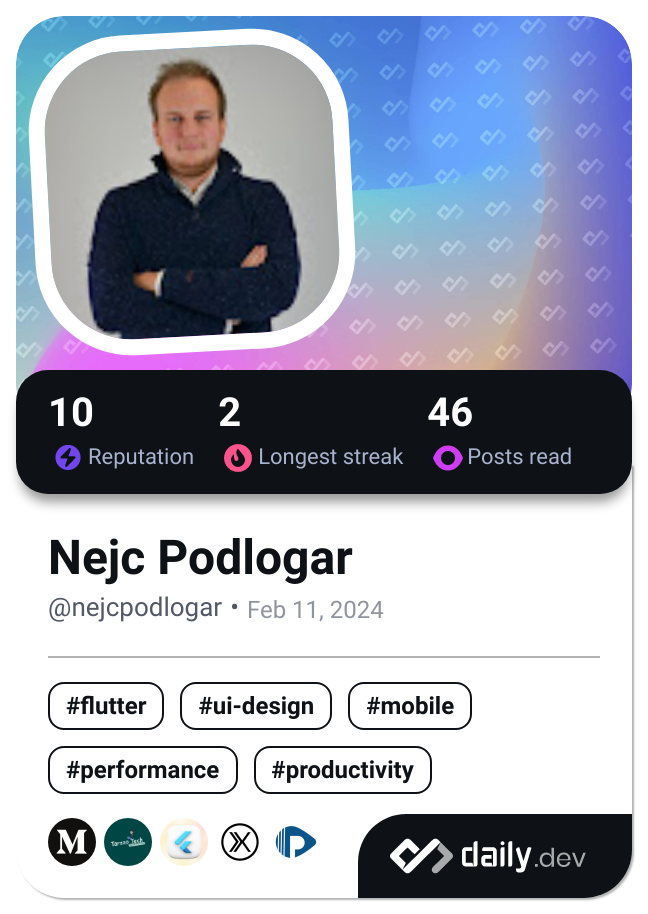 10 2 46
Reputation Longest streak Posts read
Nejc Podlogar
@nejcpodlogar • Feb 11, 2024
#flutter #ui-design #mobile
#performance #productivity
M
daily.dev